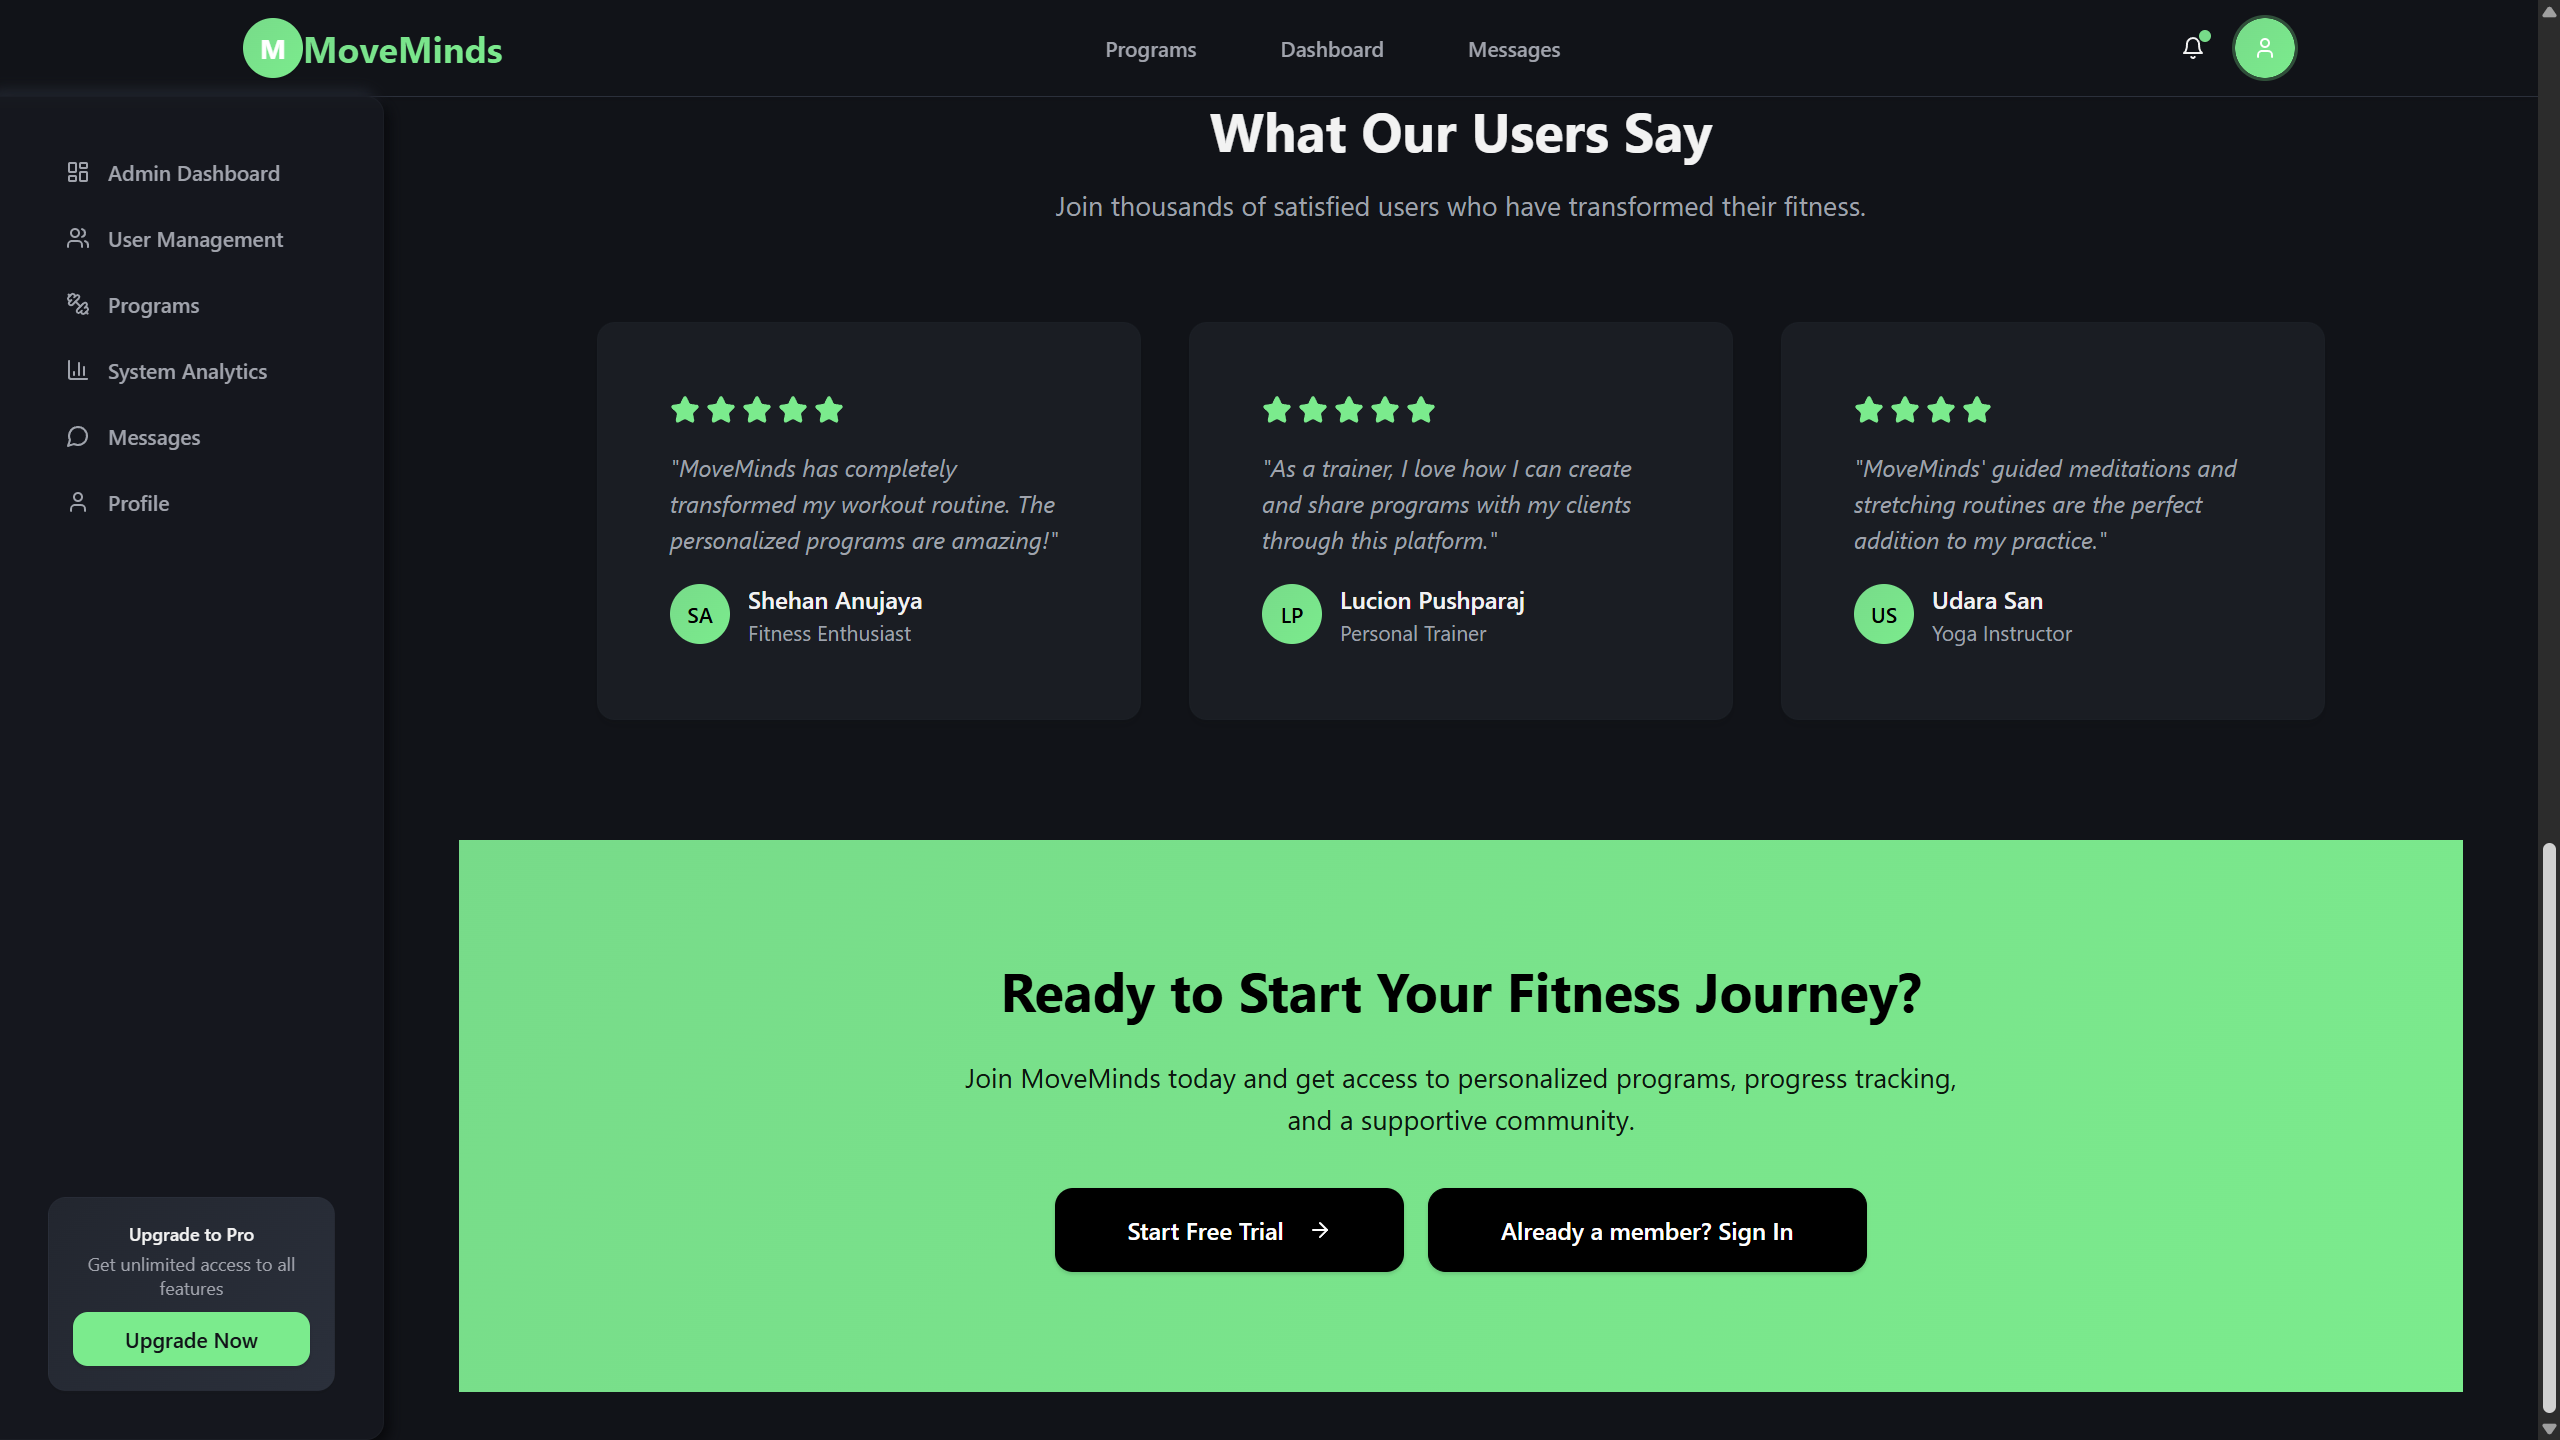 M MoveMinds
Programs
Dashboard
Messages
Admin Dashboard
User Management
Programs
System Analytics
Messages
Profile
Upgrade to Pro
Get unlimited access to all
features
Upgrade Now
What Our Users Say
Join thousands of satisfied users who have transformed their fitness.
"MoveMinds has completely
transformed my workout routine. The
personalized programs are amazing!"
SA
Shehan Anujaya
Fitness Enthusiast
"As a trainer, I love how I can create
and share programs with my clients
through this platform."
LP
Lucion Pushparaj
Personal Trainer
"MoveMinds' guided meditations and
stretching routines are the perfect
addition to my practice."
US
Udara San
Yoga Instructor
Ready to Start Your Fitness Journey?
Join MoveMinds today and get access to personalized programs, progress tracking,
and a supportive community.
Start Free Trial
Already a member? Sign In